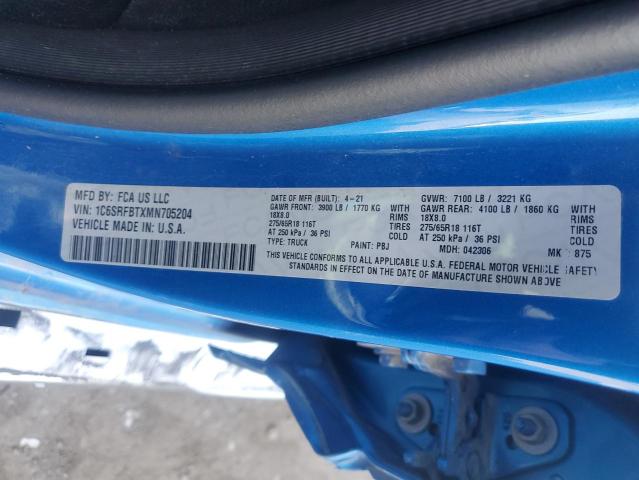 MFD BY: FCA US LLC
VIN: 1C6SRFBTXMN705204
VEHICLE MADE IN: U.S.A.
DATE OF MFR (BUILT): 4-21 GVWR: 7100 LB / 3221 KG
GAWR FRONT: 3900 LB / 1770 KG WITH GAWR REAR: 4100 LB / 1860 KG WITH
18X8.0 RIMS 18X8.0 RIMS
275/65R18 116T TIRES 275/65R18 116T TIRES
AT 250 kPa / 36 PSI COLD AT 250 kPa / 36 PSI COLD
TYPE: TRUCK PAINT: PBJ MDH: 042306 MK 875
THIS VEHICLE CONFORMS TO ALL APPLICABLE U.S.A. FEDERAL MOTOR VEHICLE SAFETY
STANDARDS IN EFFECT ON THE DATE OF MANUFACTURE SHOWN ABOVE